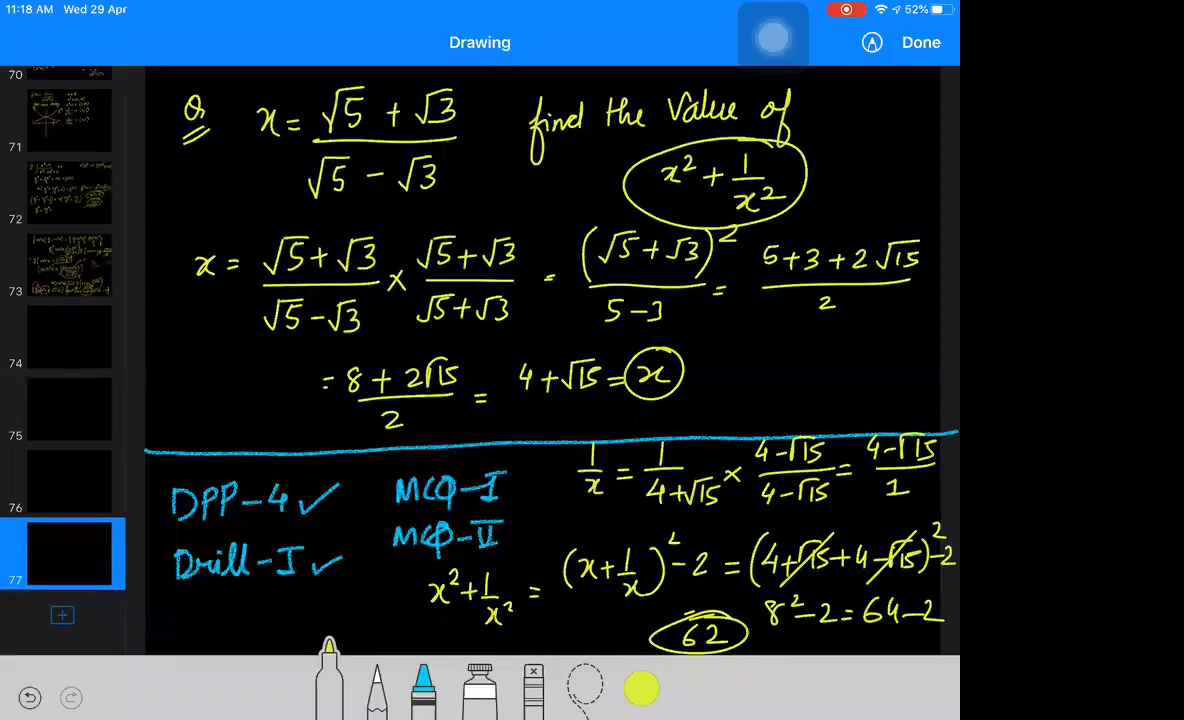 11:18 AM Wed 29 Apr
52%
Drawing
Done
70
71
72
73
74
75
76
77
Q x = (√5 + √3)/(√5 − √3) find the value of
x² + 1/x²
x = (√5 + √3)/(√5 − √3) × (√5 + √3)/(√5 + √3) = (√5 + √3)²/(5 − 3) = (5 + 3 + 2√15)/2
= (8 + 2√15)/2 = 4 + √15 = x
1/x = 1/(4 + √15) × (4 − √15)/(4 − √15) = (4 − √15)/1
DPP-4 ✓
Drill-I ✓
MCQ-I
MCQ-II
x² + 1/x² = (x + 1/x)² − 2 = (4 + √15 + 4 − √15)² − 2
8² − 2 = 64 − 2
= 62